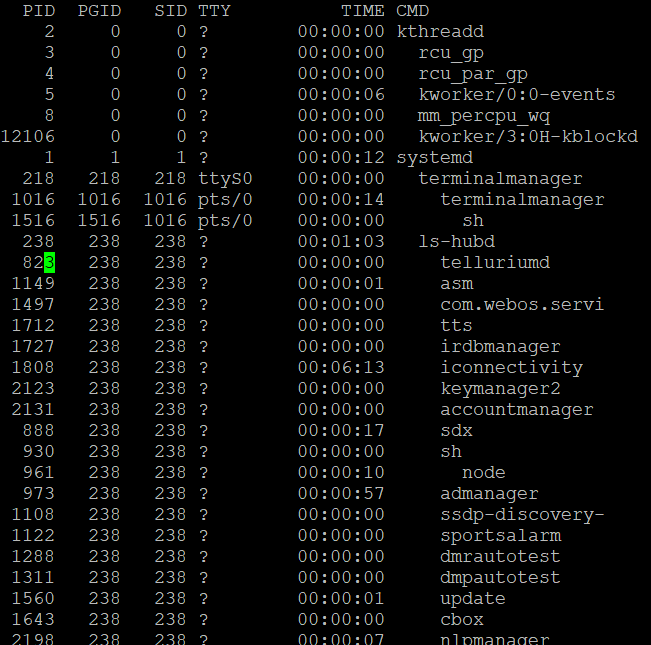 PID PGID SID TTY TIME CMD
2 0 0 ? 00:00:00 kthreadd
3 0 0 ? 00:00:00 rcu_gp
4 0 0 ? 00:00:00 rcu_par_gp
5 0 0 ? 00:00:06 kworker/0:0-events
8 0 0 ? 00:00:00 mm_percpu_wq
12106 0 0 ? 00:00:00 kworker/3:0H-kblockd
1 1 1 ? 00:00:12 systemd
218 218 218 ttyS0 00:00:00 terminalmanager
1016 1016 1016 pts/0 00:00:14 terminalmanager
1516 1516 1016 pts/0 00:00:00 sh
238 238 238 ? 00:01:03 ls-hubd
823 238 238 ? 00:00:00 telluriumd
1149 238 238 ? 00:00:01 asm
1497 238 238 ? 00:00:00 com.webos.servi
1712 238 238 ? 00:00:00 tts
1727 238 238 ? 00:00:00 irdbmanager
1808 238 238 ? 00:06:13 iconnectivity
2123 238 238 ? 00:00:00 keymanager2
2131 238 238 ? 00:00:00 accountmanager
888 238 238 ? 00:00:17 sdx
930 238 238 ? 00:00:00 sh
961 238 238 ? 00:00:10 node
973 238 238 ? 00:00:57 admanager
1108 238 238 ? 00:00:00 ssdp-discovery-
1122 238 238 ? 00:00:00 sportsalarm
1288 238 238 ? 00:00:00 dmrautotest
1311 238 238 ? 00:00:00 dmpautotest
1560 238 238 ? 00:00:01 update
1643 238 238 ? 00:00:00 cbox
2198 238 238 ? 00:00:07 nlpmanager